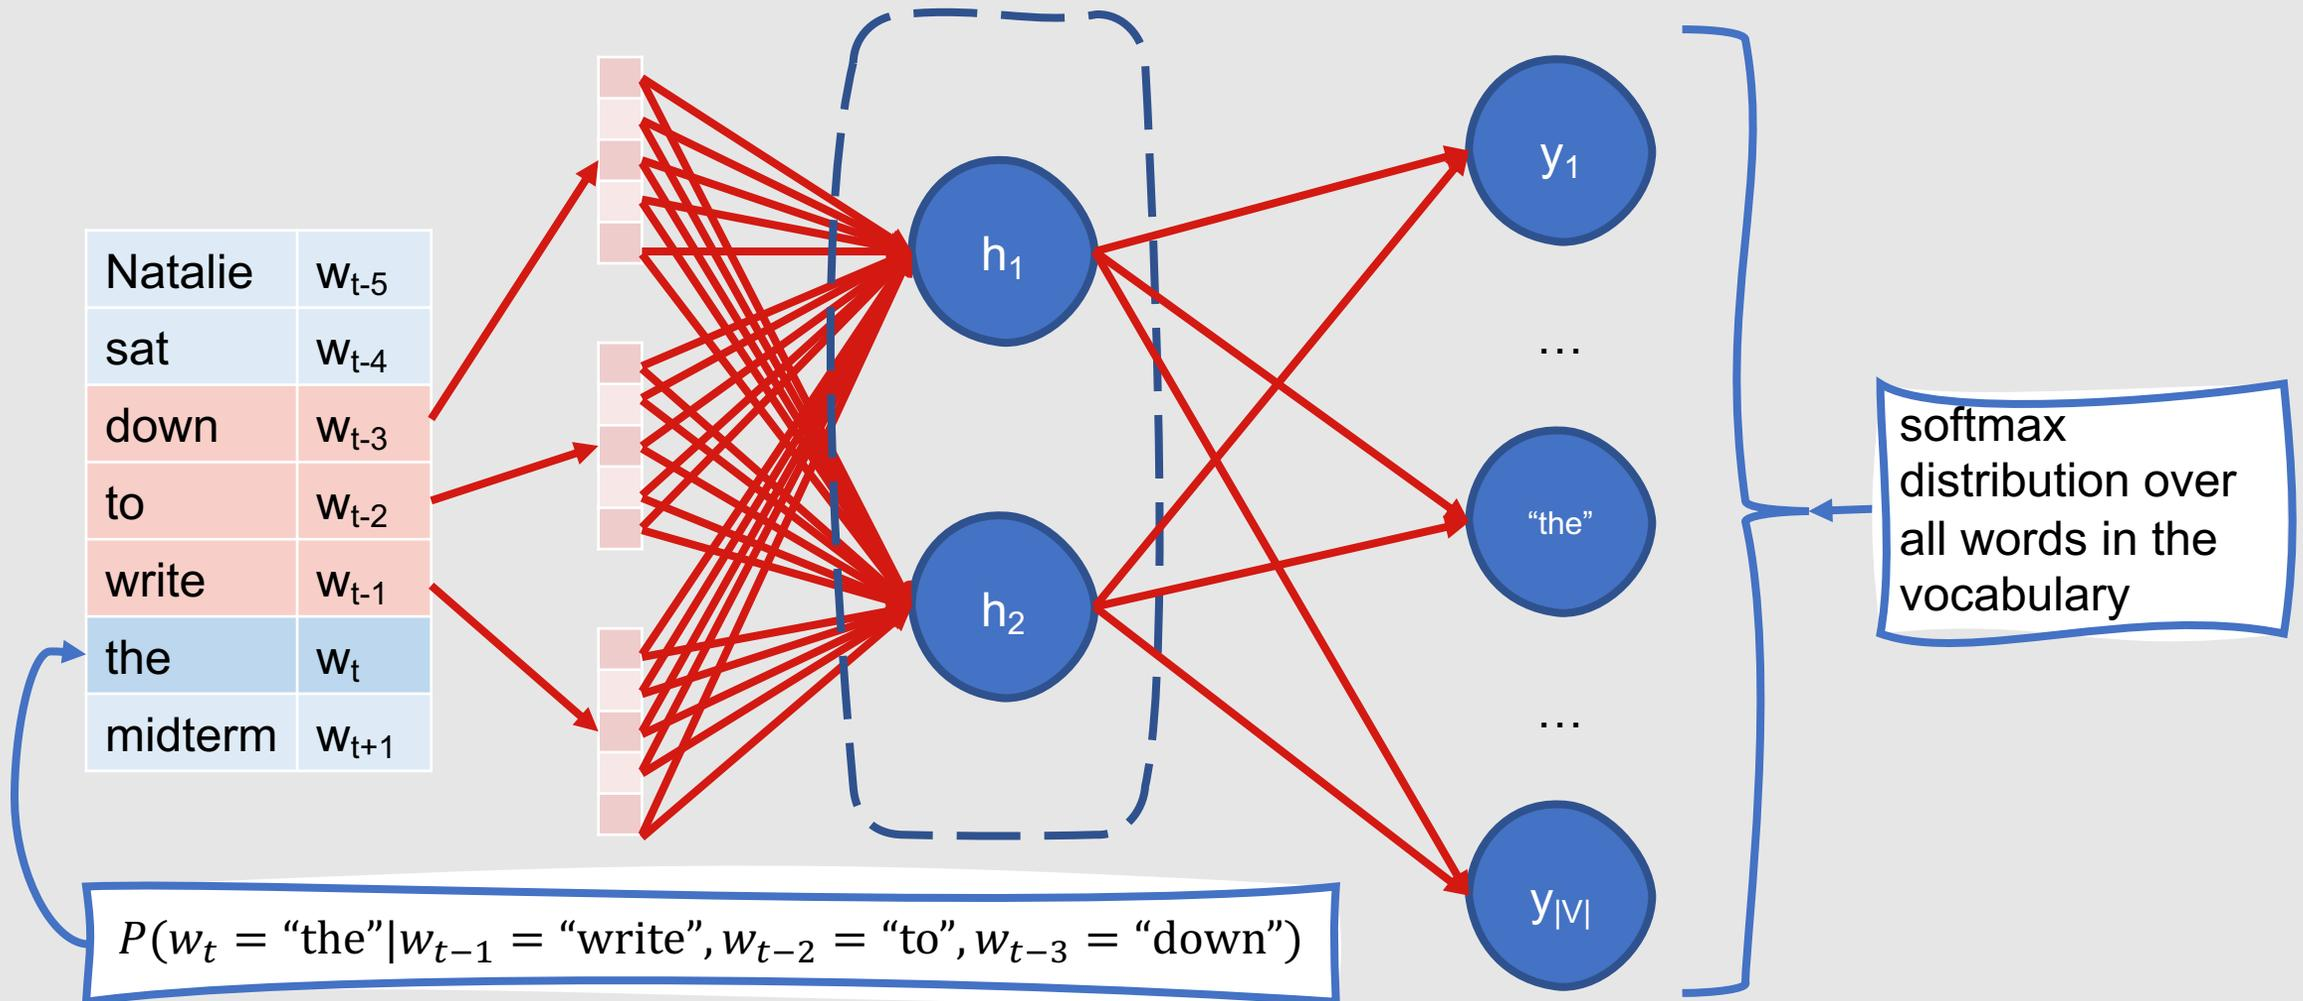 Natalie w_{t-5}
sat w_{t-4}
down w_{t-3}
to w_{t-2}
write w_{t-1}
the w_t
midterm w_{t+1}
h_1
h_2
y_1
…
“the”
…
y_{|V|}
softmax
distribution over
all words in the
vocabulary
P(w_t = “the”|w_{t−1} = “write”, w_{t−2} = “to”, w_{t−3} = “down”)